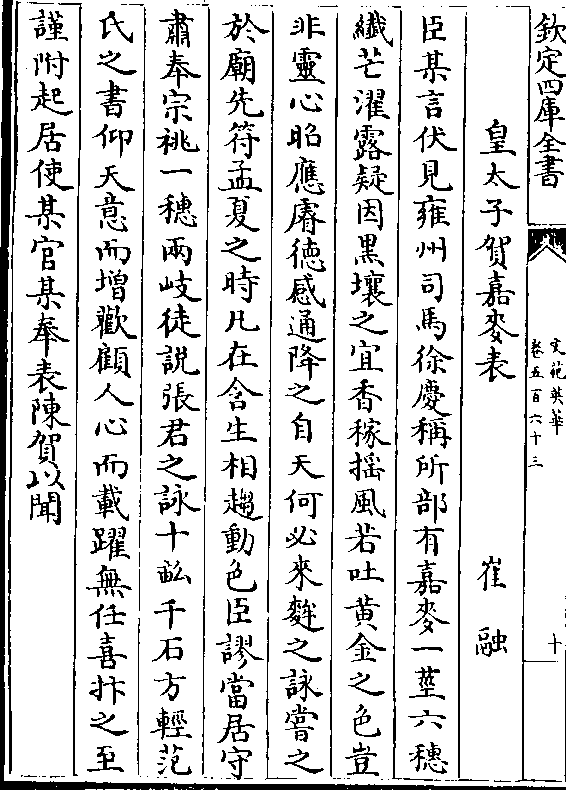 欽定四庫全書
文苑英華
卷五百六十三
十
皇太子賀嘉麥表
崔融
臣某言伏見雍州司馬徐慶稱所部有嘉麥一莖六穗
纖芒濯露疑因黒壤之宜香稼揺風若吐黄金之色豈
非靈心昭應睿徳感通降之自天何必來麰之詠嘗之
於廟先符孟夏之時凡在含生相趨動色臣謬當居守
肅奉宗祧一穗兩岐徒説張君之詠十畝千石方輕范
氏之書仰天意而增歡顧人心而載躍無任喜抃之至
謹附起居使某官某奉表陳賀以聞